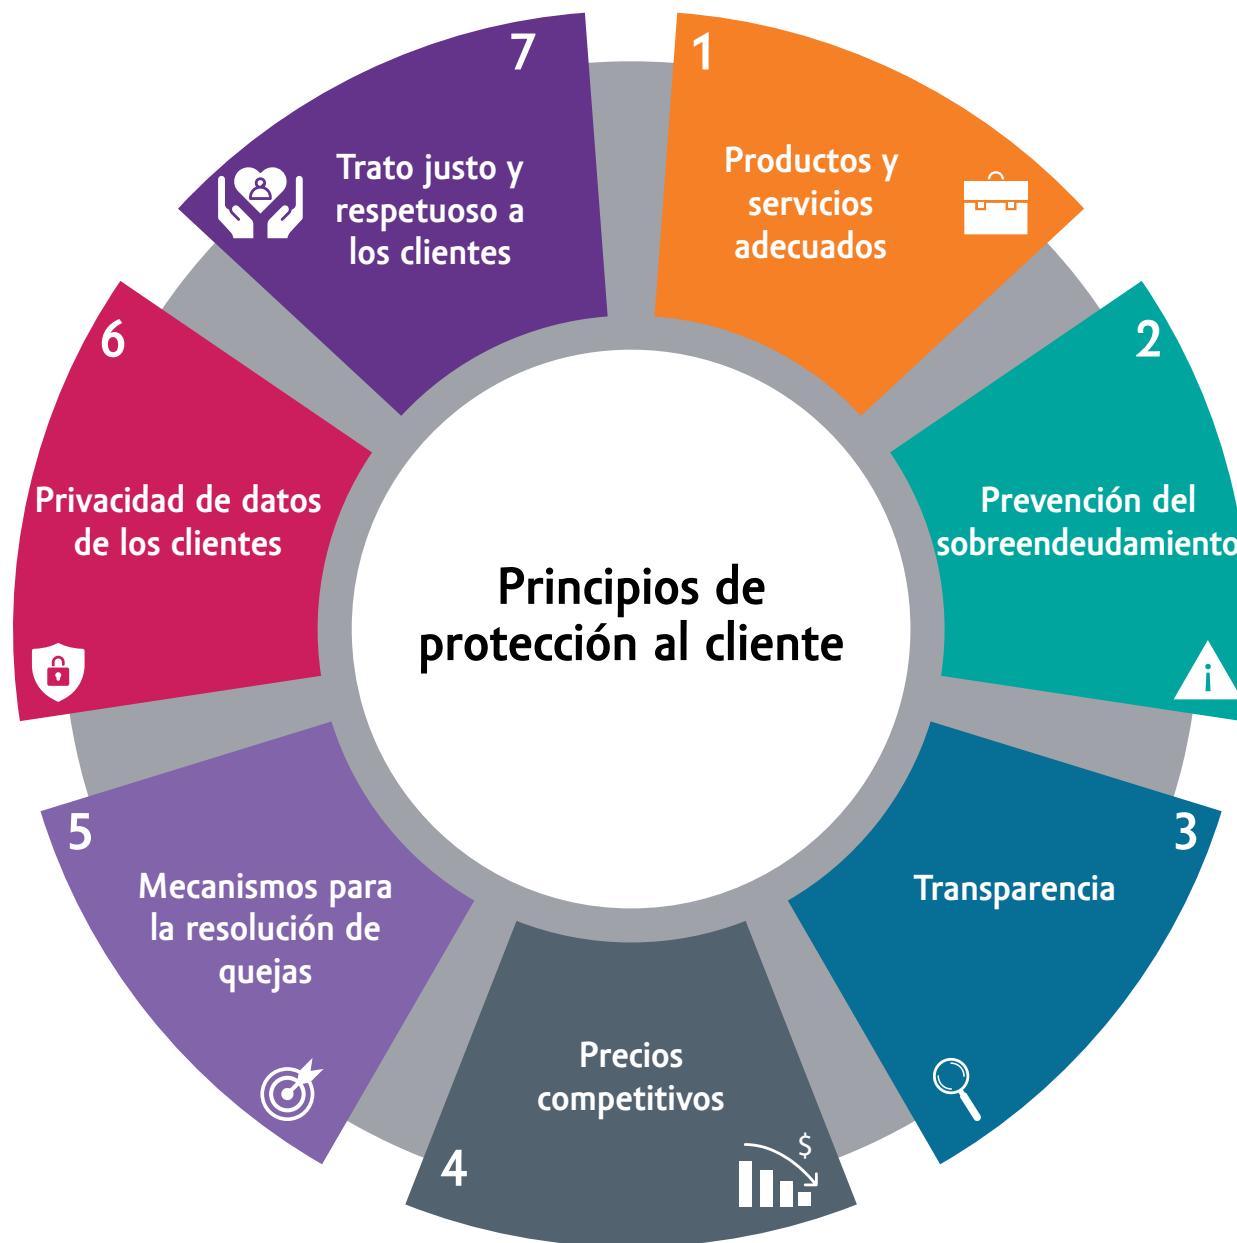 Principios de
protección al cliente
1
Productos y
servicios
adecuados
2
Prevención del
sobreendeudamiento
3
Transparencia
4
Precios
competitivos
$
5
Mecanismos para
la resolución de
quejas
6
Privacidad de datos
de los clientes
7
Trato justo y
respetuoso a
los clientes